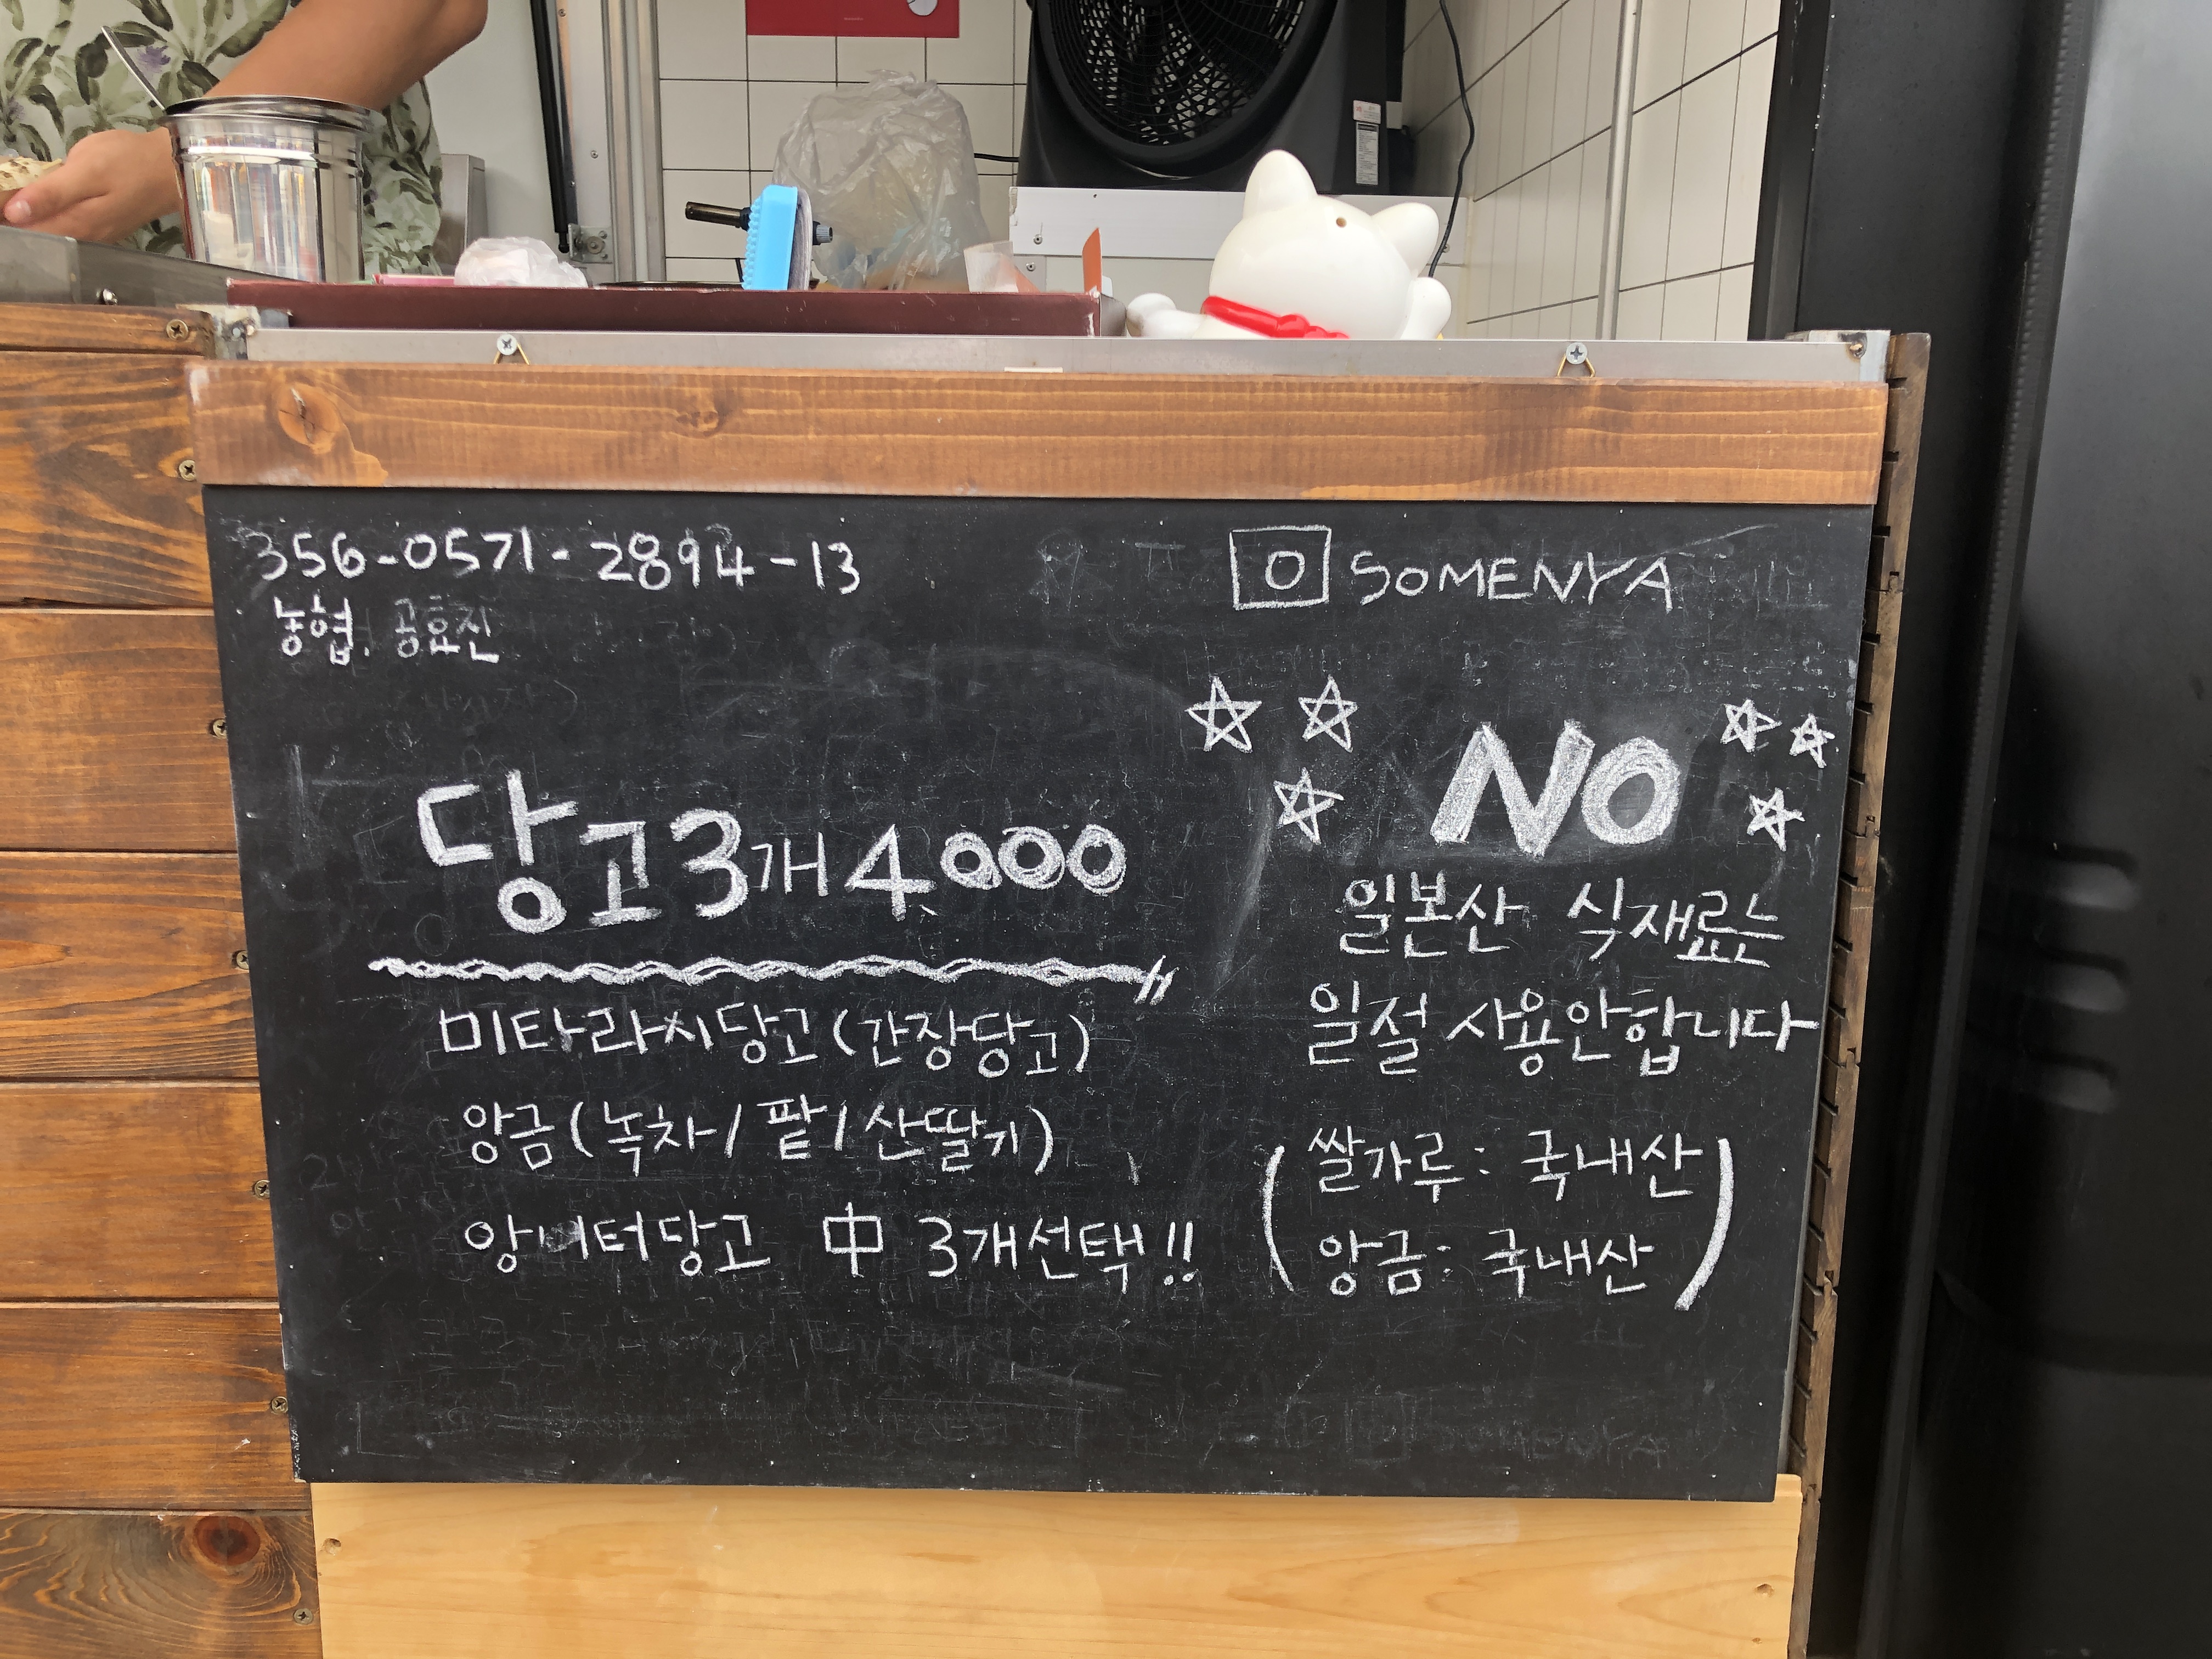 356-0571-2894-13
농협. 공효진
SOMENYA
당고3개4000
미타라시당고(간장당고)
앙금(녹차/팥/산딸기)
앙버터당고 中 3개선택!!
NO
일본산 식재료는
일절 사용안합니다
(쌀가루: 국내산
앙금: 국내산)